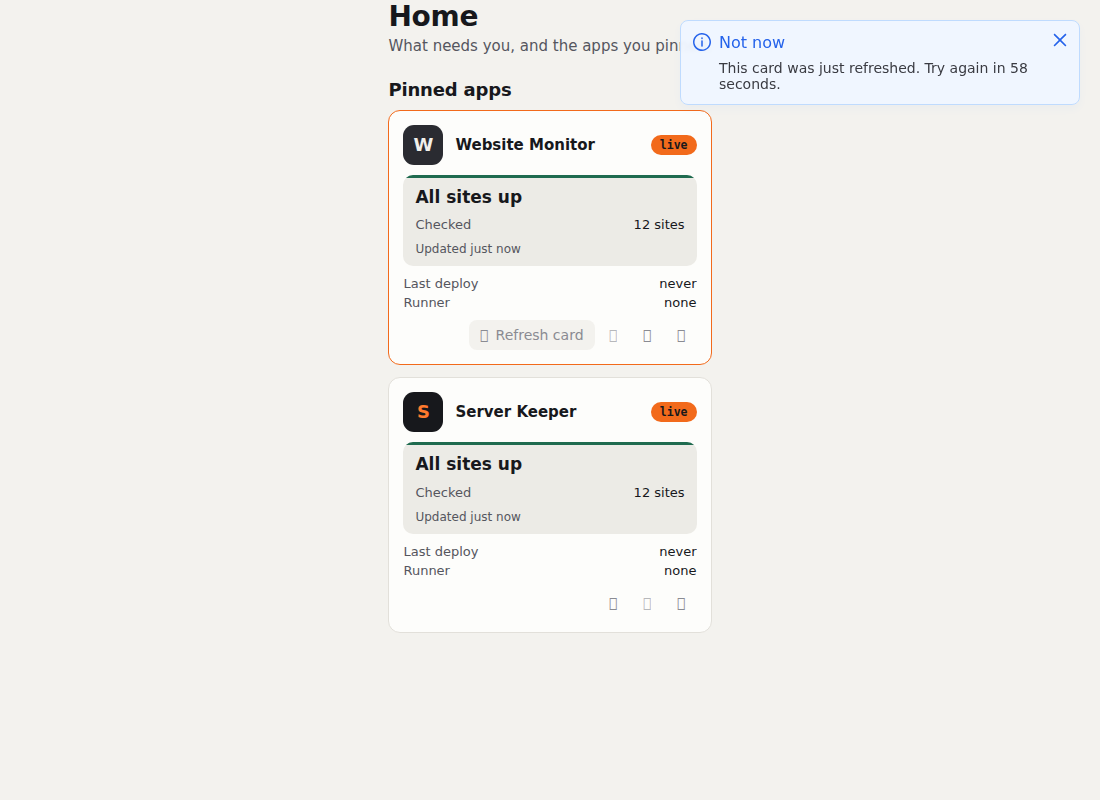 Home
What needs you, and the apps you
Not now
This card was just refreshed. Try again in 58
seconds.
Pinned apps
W Website Monitor live
All sites up
Checked 12 sites
Updated just now
Last deploy never
Runner none
Refresh card
S Server Keeper live
All sites up
Checked 12 sites
Updated just now
Last deploy never
Runner none